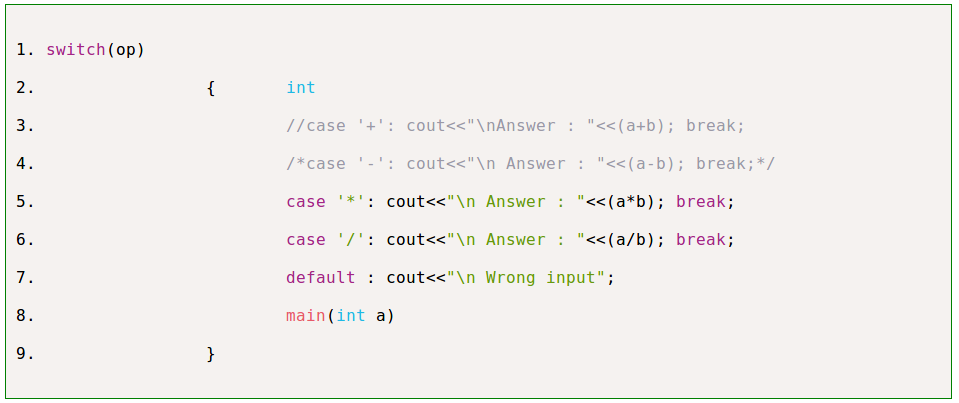 1. switch(op)
2. { int
3. //case '+': cout<<"\nAnswer : "<<(a+b); break;
4. /*case '-': cout<<"\n Answer : "<<(a-b); break;*/
5. case '*': cout<<"\n Answer : "<<(a*b); break;
6. case '/': cout<<"\n Answer : "<<(a/b); break;
7. default : cout<<"\n Wrong input";
8. main(int a)
9. }